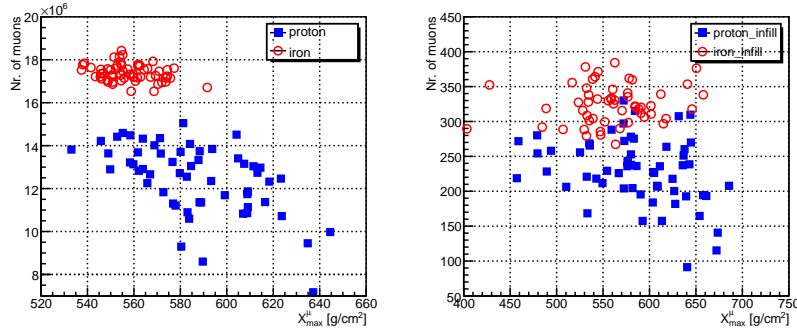 20×10⁶
Nr. of muons
18
16
14
12
10
8
520 540 560 580 600 620 640 660
X^μ_max [g/cm²]
proton
iron
450
Nr. of muons
400
350
300
250
200
150
100
50
400 450 500 550 600 650 700 750
X^μ_max [g/cm²]
proton_infill
iron_infill